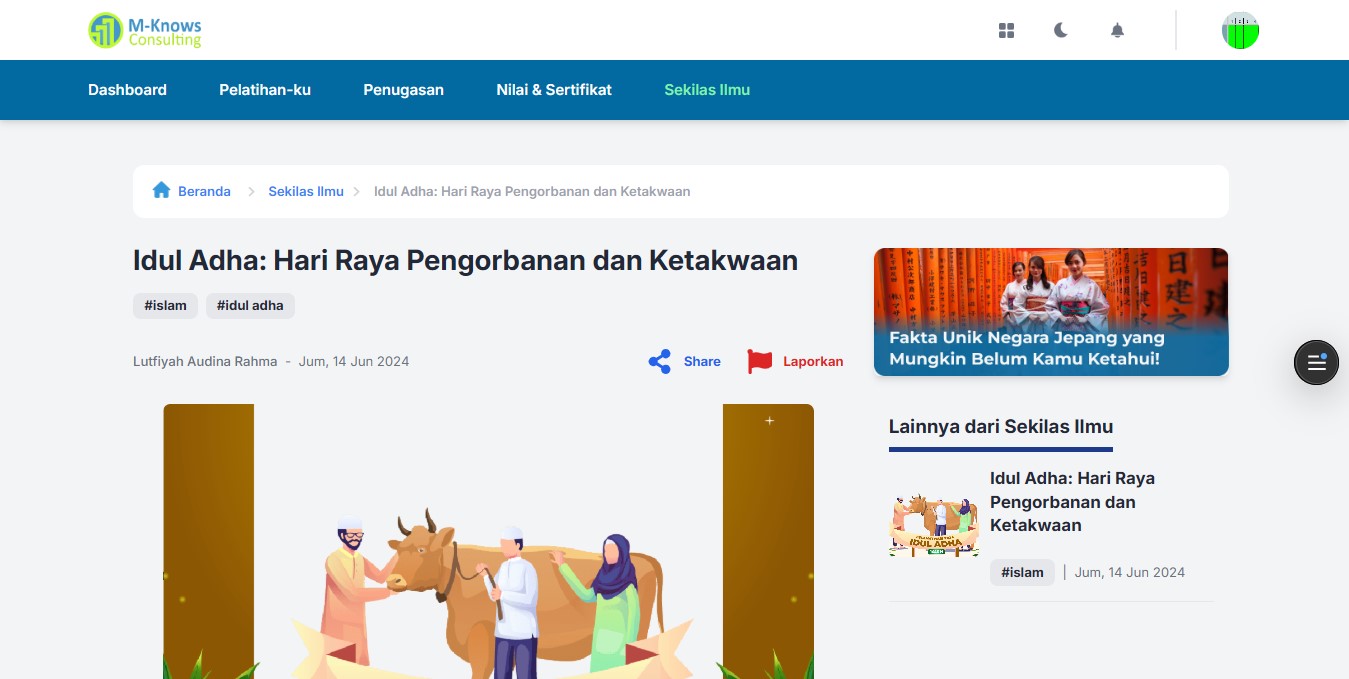 M-Knows
Consulting
Dashboard
Pelatihan-ku
Penugasan
Nilai & Sertifikat
Sekilas Ilmu
Beranda
Sekilas Ilmu
Idul Adha: Hari Raya Pengorbanan dan Ketakwaan
Idul Adha: Hari Raya Pengorbanan dan Ketakwaan
#islam
#idul adha
Lutfiyah Audina Rahma - Jum, 14 Jun 2024
Share
Laporkan
Fakta Unik Negara Jepang yang
Mungkin Belum Kamu Ketahui!
Lainnya dari Sekilas Ilmu
Idul Adha: Hari Raya
Pengorbanan dan
Ketakwaan
IDUL ADHA
#islam | Jum, 14 Jun 2024